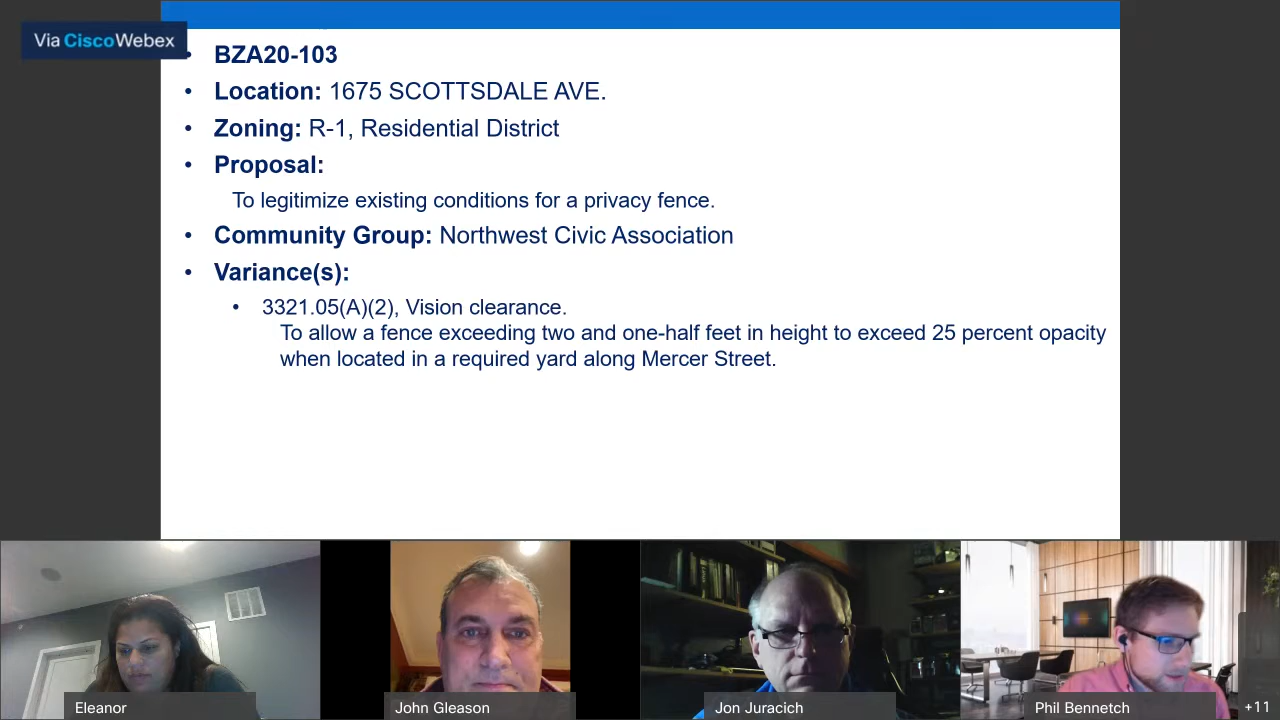 Via Cisco Webex
• BZA20-103
• Location: 1675 SCOTTSDALE AVE.
• Zoning: R-1, Residential District
• Proposal:
To legitimize existing conditions for a privacy fence.
• Community Group: Northwest Civic Association
• Variance(s):
• 3321.05(A)(2), Vision clearance.
To allow a fence exceeding two and one-half feet in height to exceed 25 percent opacity
when located in a required yard along Mercer Street.
Eleanor
John Gleason
Jon Juracich
Phil Bennetch
+11